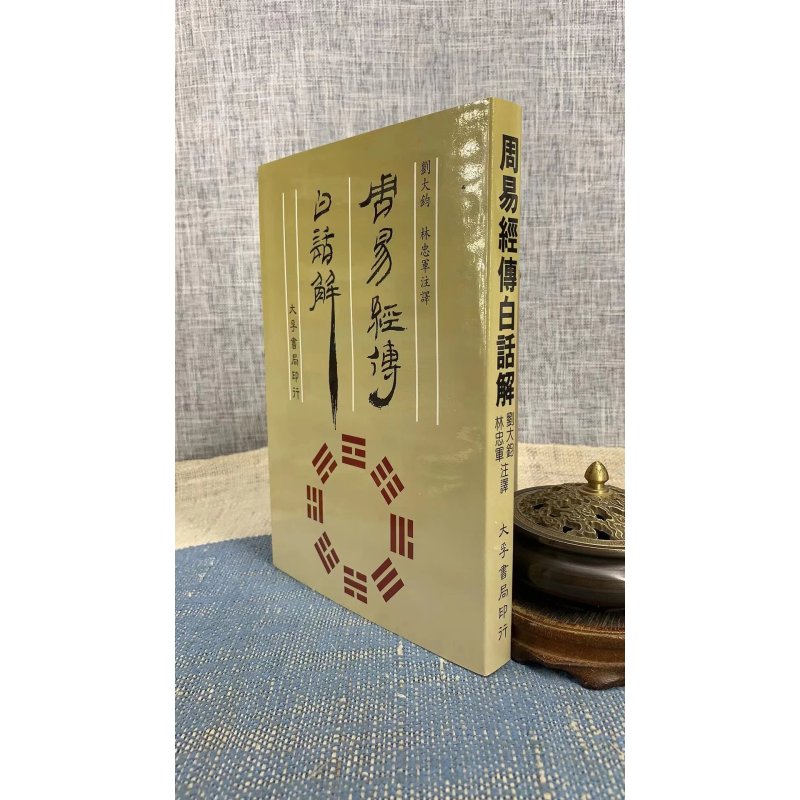 劉大鈞 林忠軍注譯
周易經傳
白話解
大孚書局印行
周易經傳白話解
劉大鈞
林忠軍
注譯
大孚書局印行